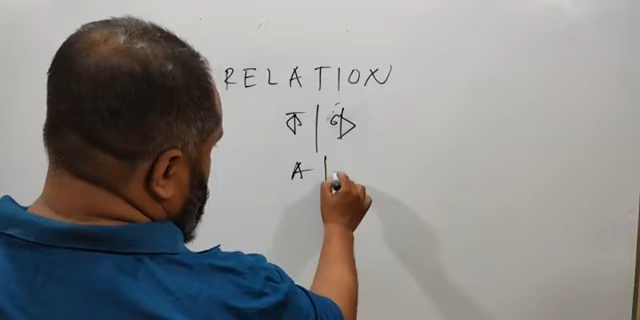 RELATION
ক | খ
A |